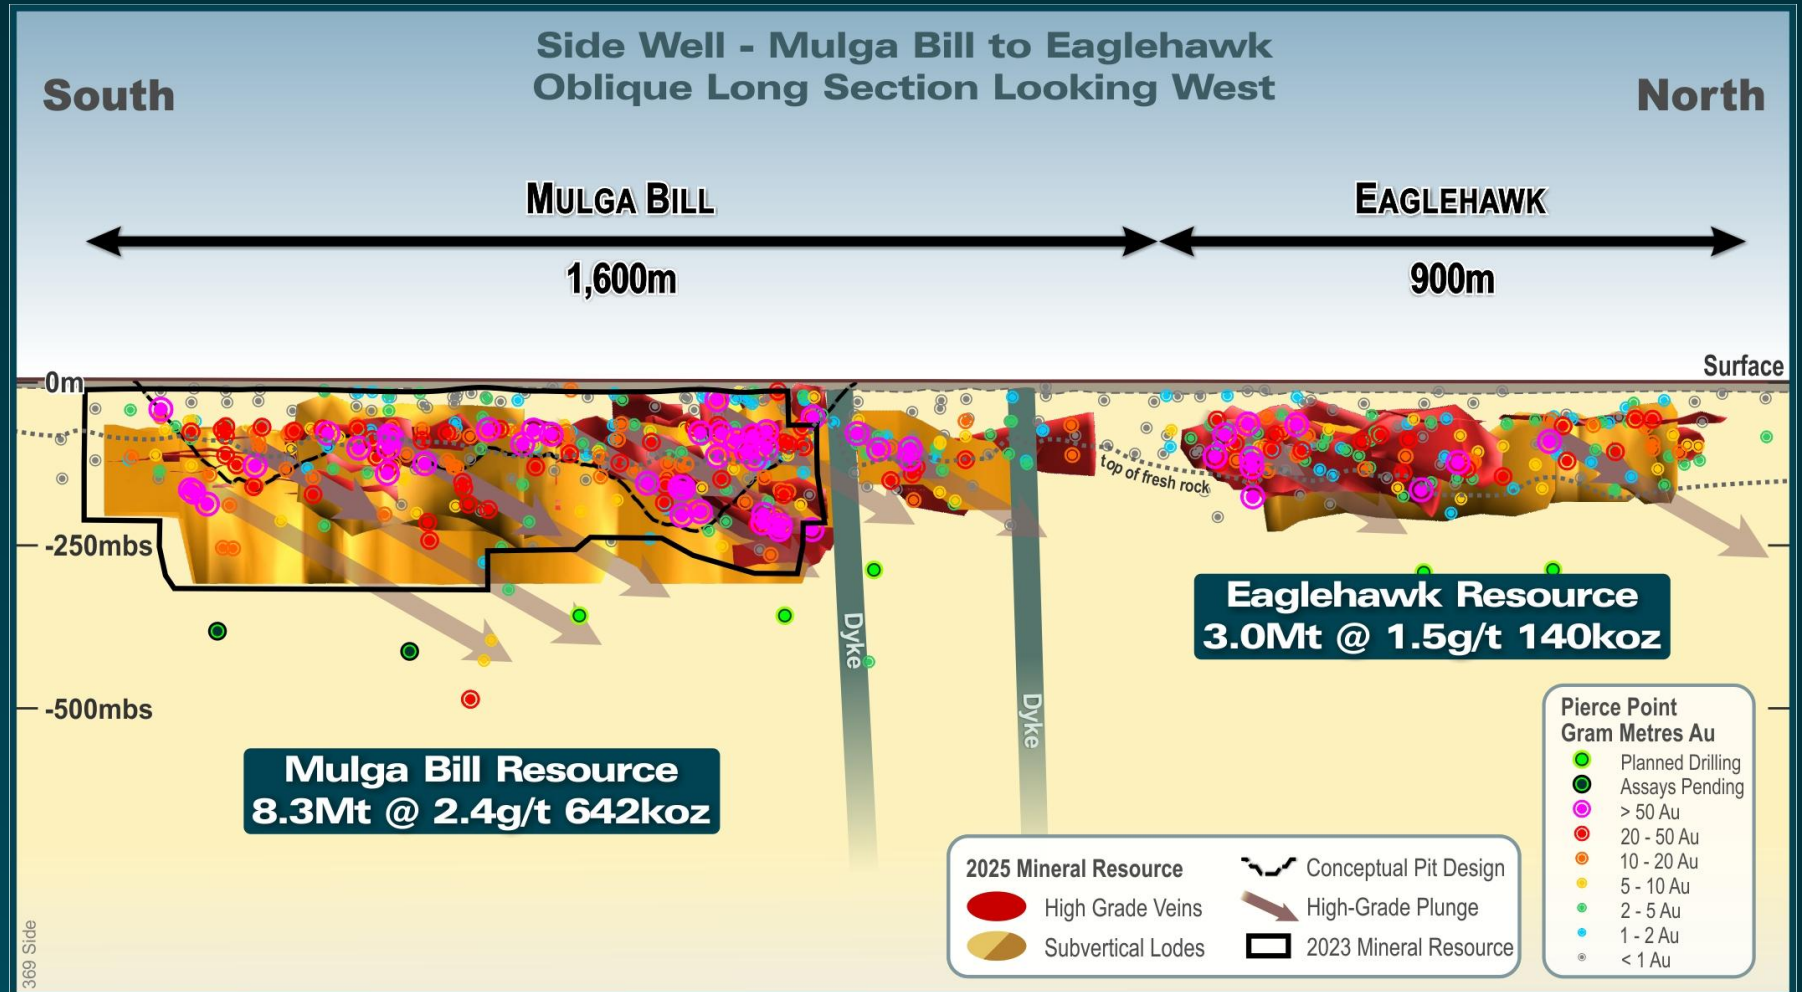 Side Well - Mulga Bill to Eaglehawk
Oblique Long Section Looking West
South
North
MULGA BILL
EAGLEHAWK
1,600m
900m
Surface
0m
top of fresh rock
-250mbs
Eaglehawk Resource
3.0Mt @ 1.5g/t 140koz
Dyke
Dyke
-500mbs
Mulga Bill Resource
8.3Mt @ 2.4g/t 642koz
Pierce Point
Gram Metres Au
Planned Drilling
Assays Pending
> 50 Au
20 - 50 Au
10 - 20 Au
5 - 10 Au
2 - 5 Au
1 - 2 Au
< 1 Au
2025 Mineral Resource
High Grade Veins
Subvertical Lodes
Conceptual Pit Design
High-Grade Plunge
2023 Mineral Resource
369 Side